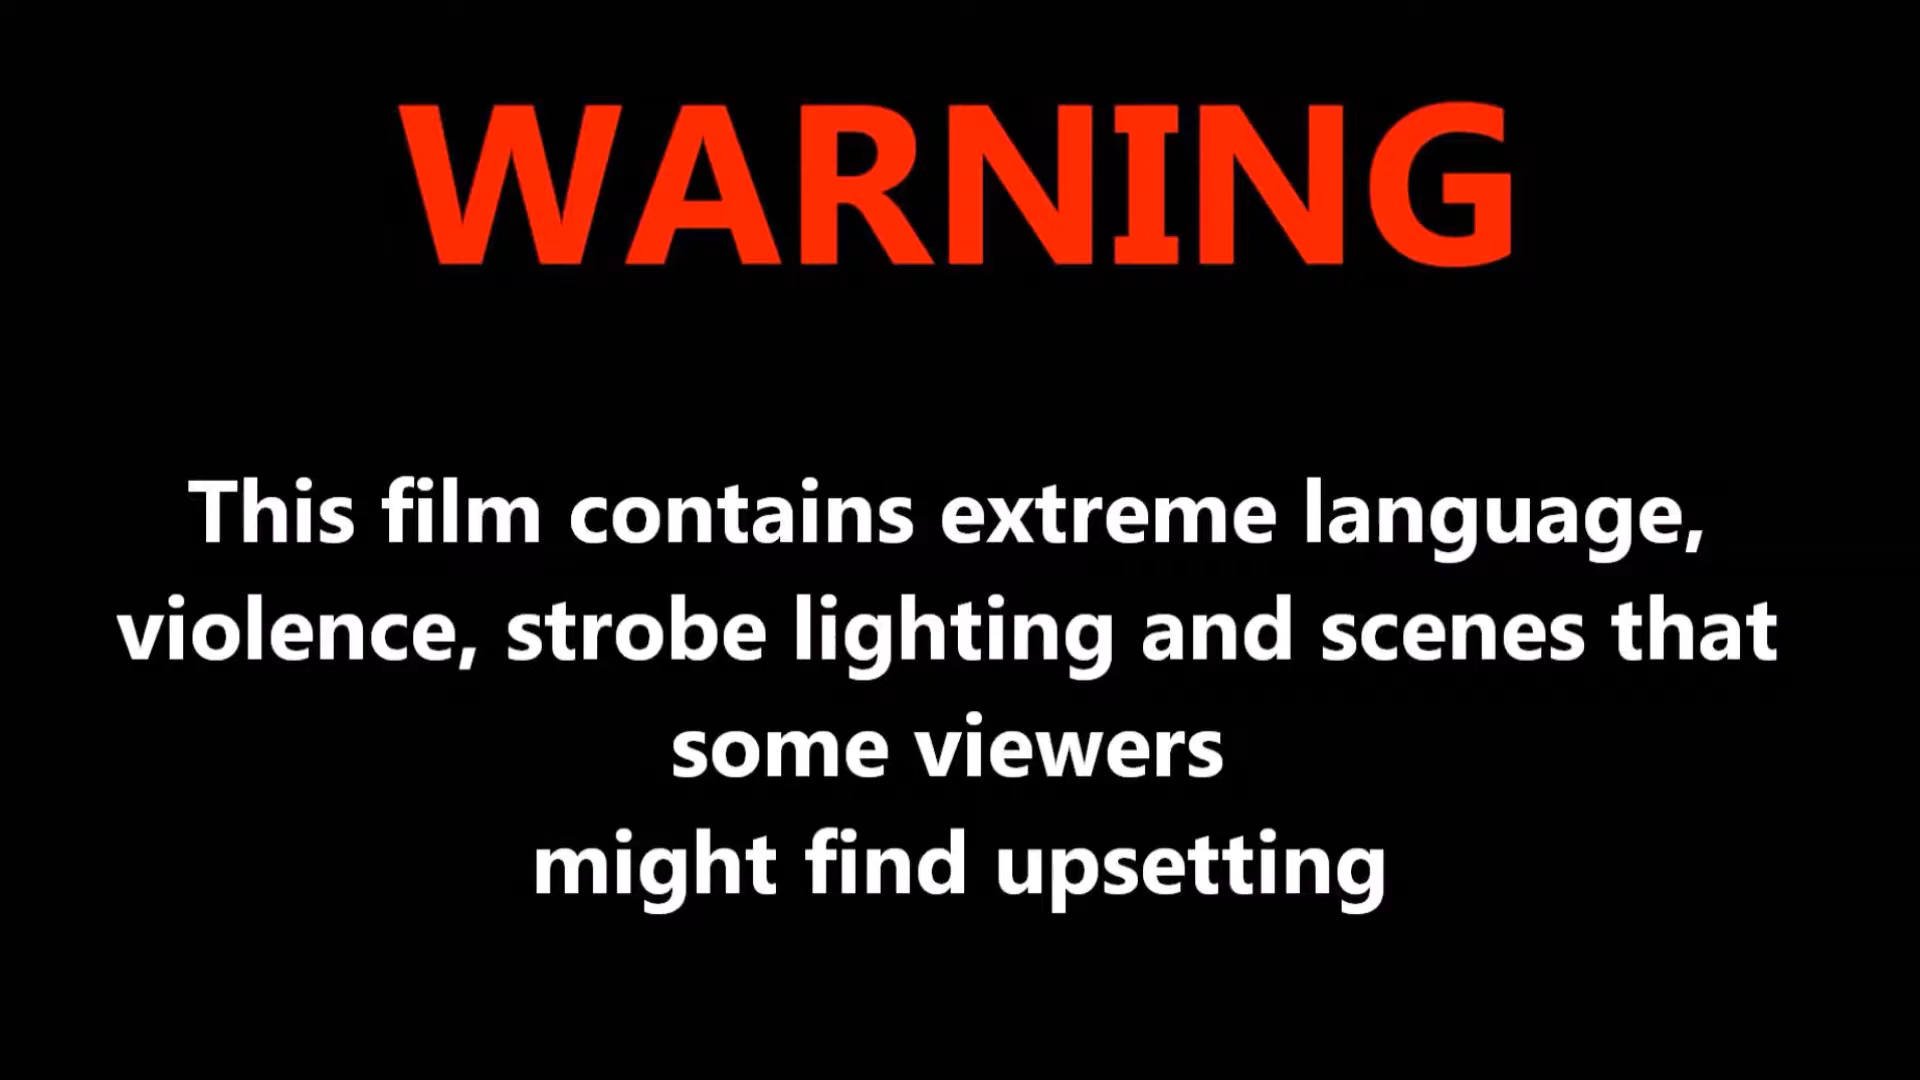 WARNING
This film contains extreme language,
violence, strobe lighting and scenes that
some viewers
might find upsetting